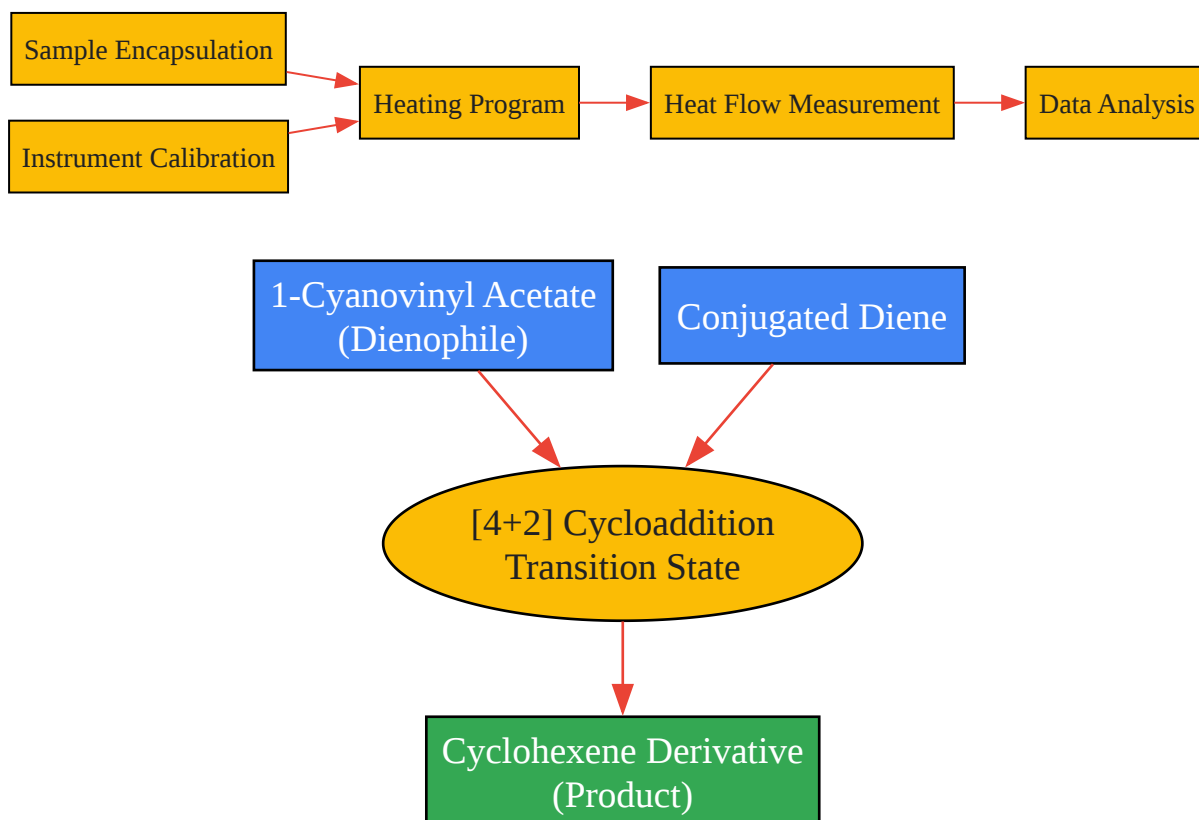 Sample Encapsulation
Instrument Calibration
Heating Program
Heat Flow Measurement
Data Analysis
1-Cyanovinyl Acetate
(Dienophile)
Conjugated Diene
[4+2] Cycloaddition
Transition State
Cyclohexene Derivative
(Product)